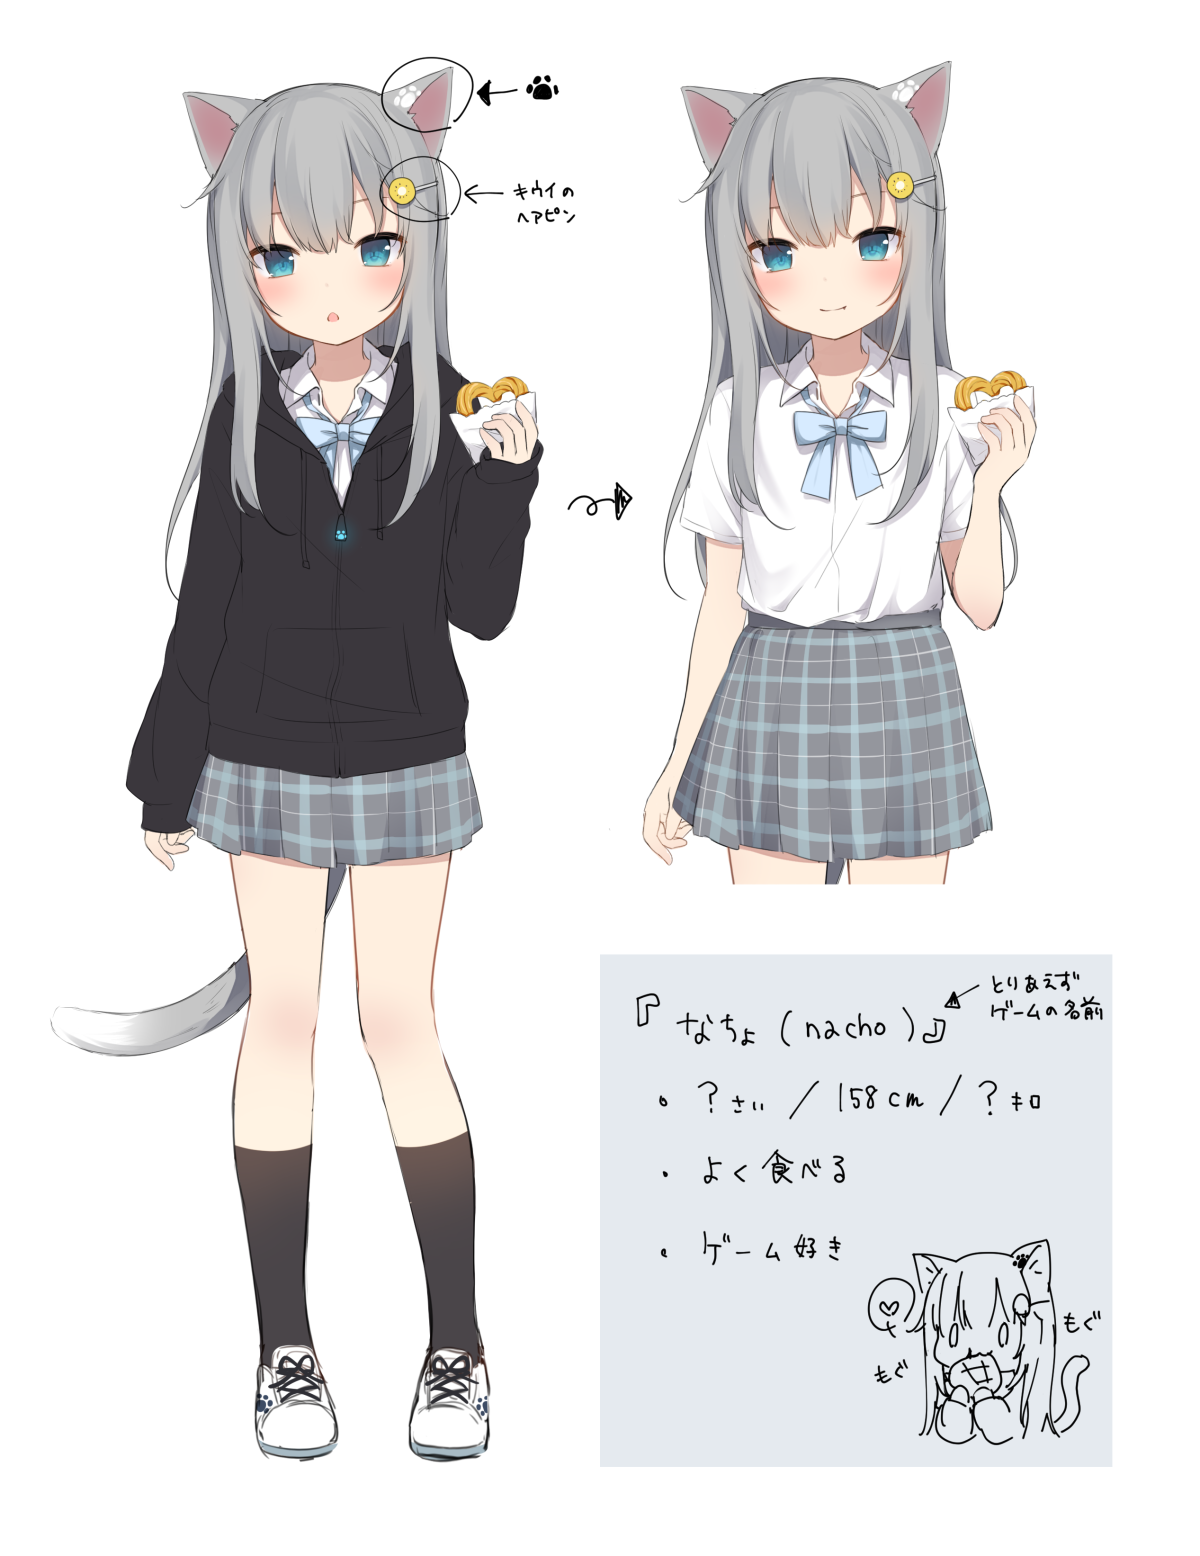 キウイの
ヘアピン
とりあえず
ゲームの名前
『なちょ(nacho)』
・?さい/158cm/?キロ
・よく食べる
・ゲーム好き
もぐ
もぐ